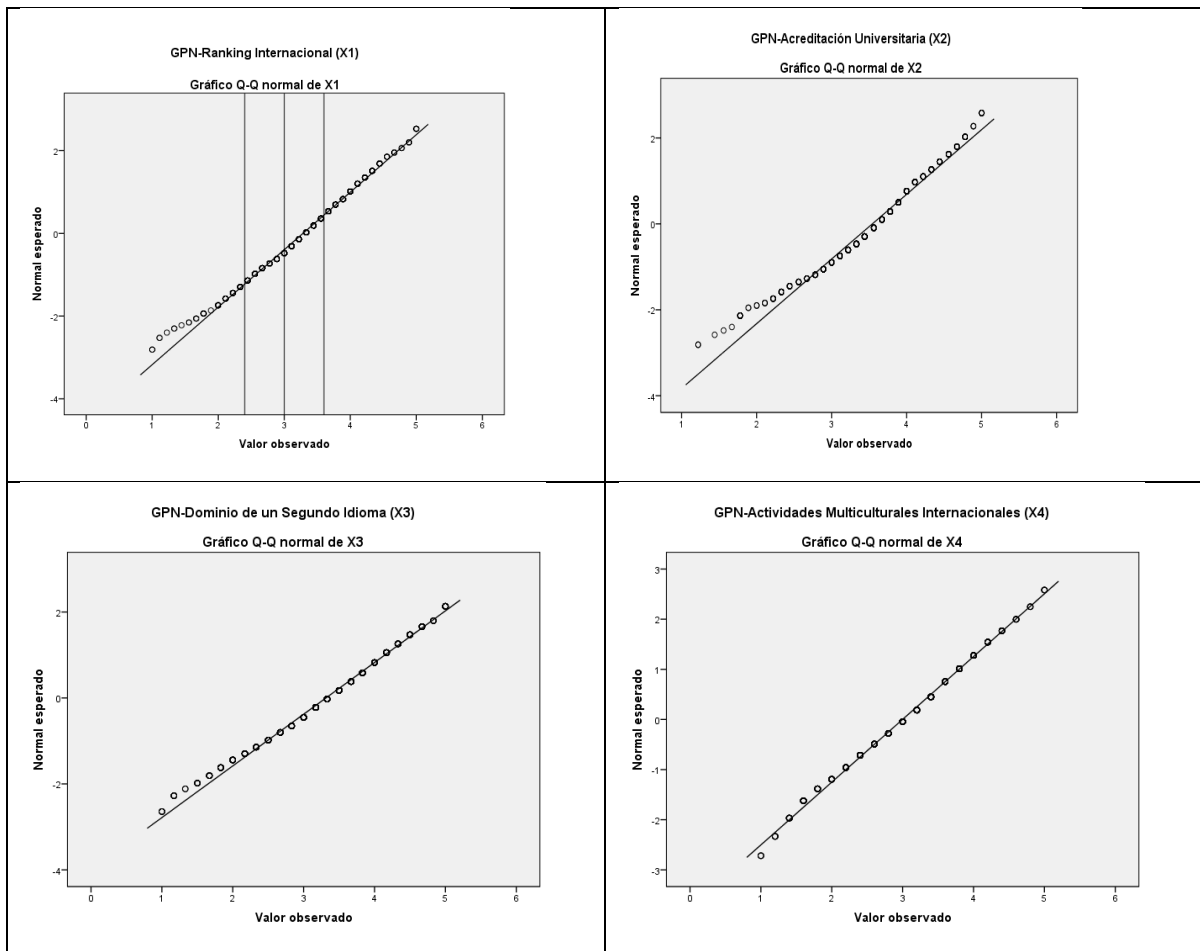 GPN-Ranking Internacional (X1)
Gráfico Q-Q normal de X1
Normal esperado
2
0
-2
-4
0 1 2 3 4 5 6
Valor observado
GPN-Acreditación Universitaria (X2)
Gráfico Q-Q normal de X2
Normal esperado
2
0
-2
-4
1 2 3 4 5 6
Valor observado
GPN-Dominio de un Segundo Idioma (X3)
Gráfico Q-Q normal de X3
Normal esperado
2
0
-2
-4
0 1 2 3 4 5 6
Valor observado
GPN-Actividades Multiculturales Internacionales (X4)
Gráfico Q-Q normal de X4
Normal esperado
3
2
1
0
-1
-2
-3
0 1 2 3 4 5 6
Valor observado